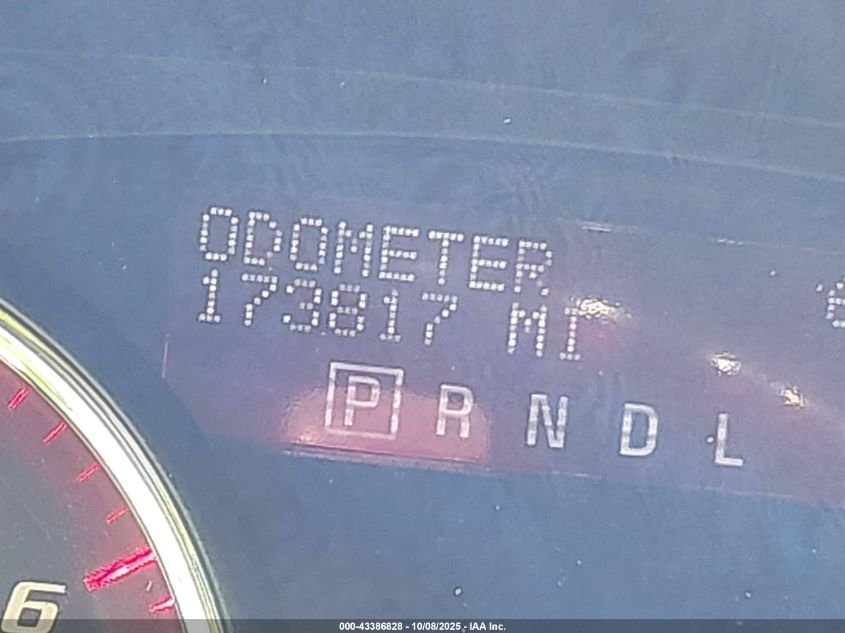 ODOMETER
173817 MI
P R N D L
6
000-43386828 - 10/08/2025 - IAA Inc.